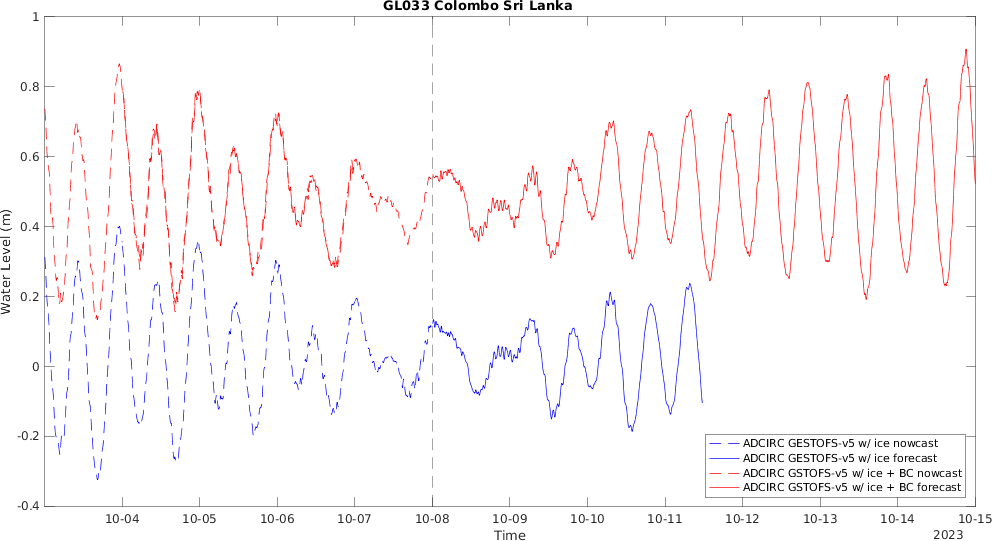 GL033 Colombo Sri Lanka
1
0.8
0.6
0.4
0.2
0
-0.2
-0.4
Water Level (m)
10-04 10-05 10-06 10-07 10-08 10-09 10-10 10-11 10-12 10-13 10-14 10-15
Time
2023
ADCIRC GESTOFS-v5 w/ ice nowcast
ADCIRC GESTOFS-v5 w/ ice forecast
ADCIRC GSTOFS-v5 w/ ice + BC nowcast
ADCIRC GSTOFS-v5 w/ ice + BC forecast